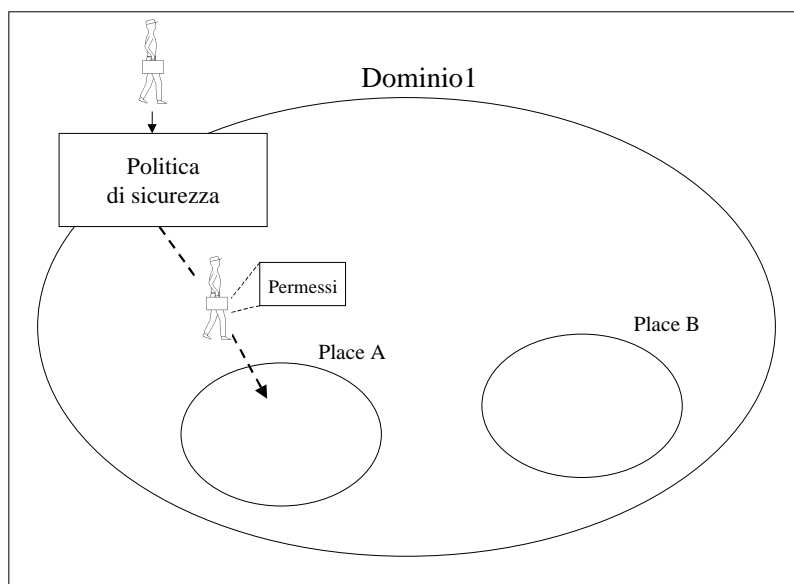 Dominio1
Politica
di sicurezza
Permessi
Place B
Place A